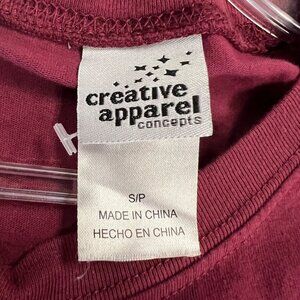 creative
apparel
concepts
S/P
MADE IN CHINA
HECHO EN CHINA